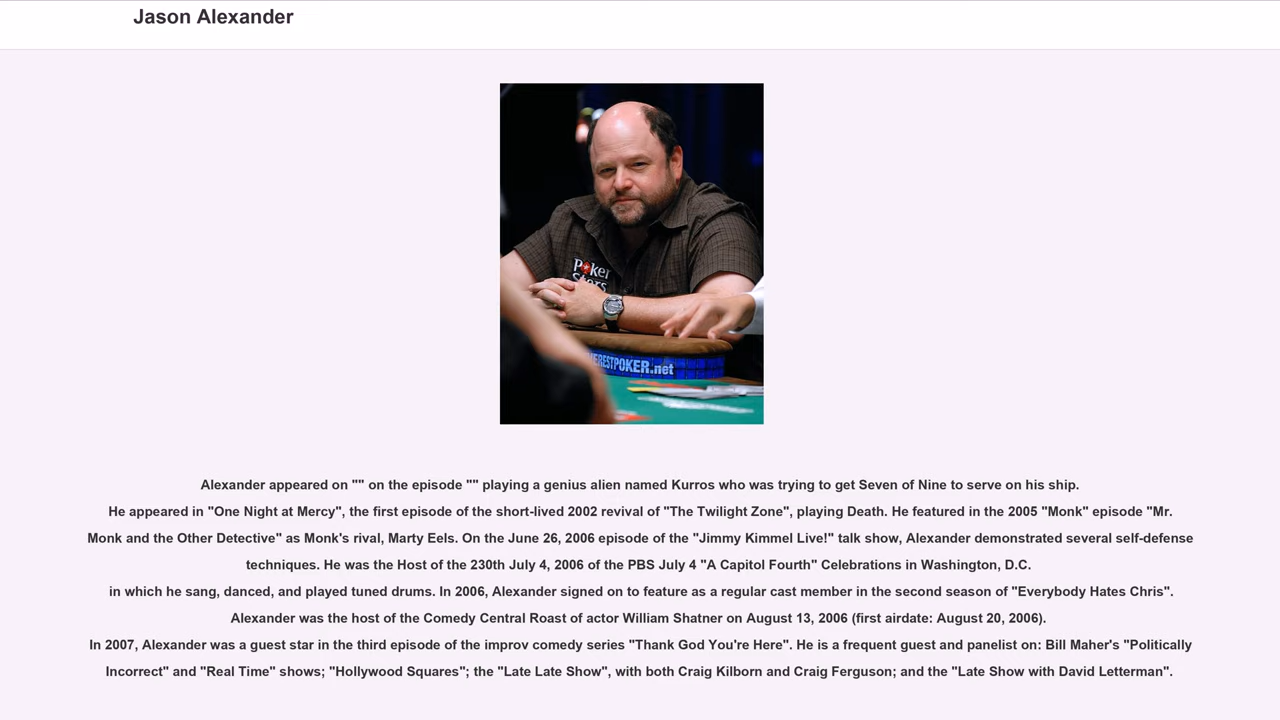 Jason Alexander
Poker
Stars
ERESTPOKER.net
Alexander appeared on "" on the episode "" playing a genius alien named Kurros who was trying to get Seven of Nine to serve on his ship.
He appeared in "One Night at Mercy", the first episode of the short-lived 2002 revival of "The Twilight Zone", playing Death. He featured in the 2005 "Monk" episode "Mr.
Monk and the Other Detective" as Monk's rival, Marty Eels. On the June 26, 2006 episode of the "Jimmy Kimmel Live!" talk show, Alexander demonstrated several self-defense
techniques. He was the Host of the 230th July 4, 2006 of the PBS July 4 "A Capitol Fourth" Celebrations in Washington, D.C.
in which he sang, danced, and played tuned drums. In 2006, Alexander signed on to feature as a regular cast member in the second season of "Everybody Hates Chris".
Alexander was the host of the Comedy Central Roast of actor William Shatner on August 13, 2006 (first airdate: August 20, 2006).
In 2007, Alexander was a guest star in the third episode of the improv comedy series "Thank God You're Here". He is a frequent guest and panelist on: Bill Maher's "Politically
Incorrect" and "Real Time" shows; "Hollywood Squares"; the "Late Late Show", with both Craig Kilborn and Craig Ferguson; and the "Late Show with David Letterman".